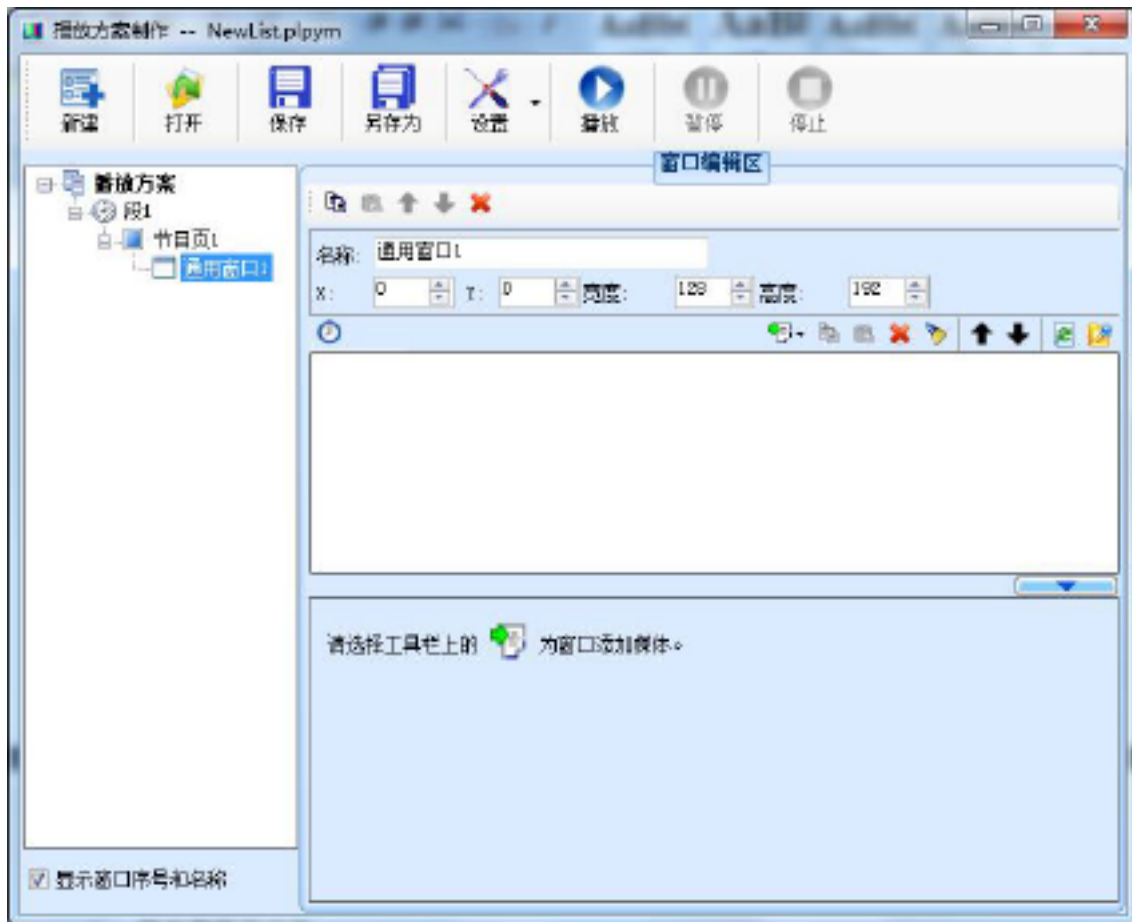 播放方案制作 -- NewList.plpym
新建 打开 保存 另存为 设置 播放 暂停 停止
窗口编辑区
播放方案
段1
节目页1
通用窗口1
名称: 通用窗口1
X: 0 Y: 0 宽度: 128 高度: 192
请选择工具栏上的 为窗口添加媒体。
显示窗口序号和名称